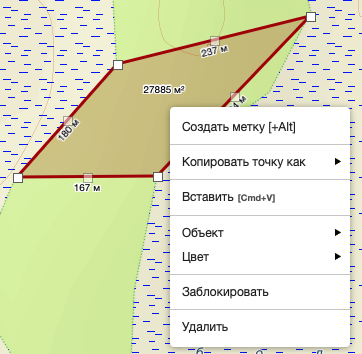 237 м
27885 м²
180 м
167 м
Создать метку [+Alt]
Копировать точку как
Вставить [Cmd+V]
Объект
Цвет
Заблокировать
Удалить